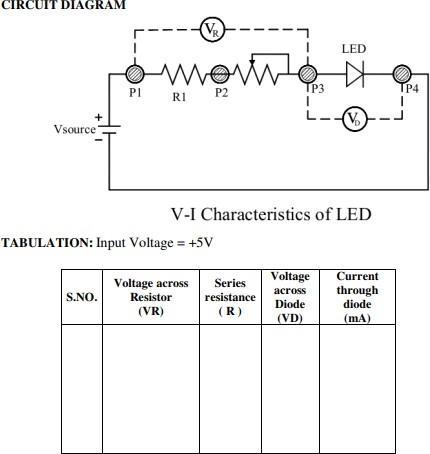 CIRCUIT DIAGRAM
VR
LED
P1
R1
P2
P3
P4
VD
+
Vsource
−
V-I Characteristics of LED
TABULATION: Input Voltage = +5V
S.NO.
Voltage across
Resistor
(VR)
Series
resistance
( R )
Voltage
across
Diode
(VD)
Current
through
diode
(mA)